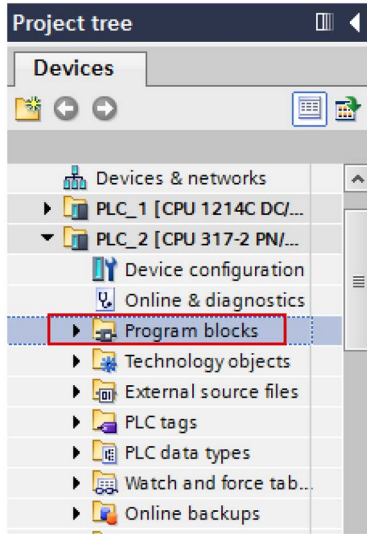 Project tree
Devices
Devices & networks
PLC_1 [CPU 1214C DC/...
PLC_2 [CPU 317-2 PN/...
Device configuration
Online & diagnostics
Program blocks
Technology objects
External source files
PLC tags
PLC data types
Watch and force tab...
Online backups